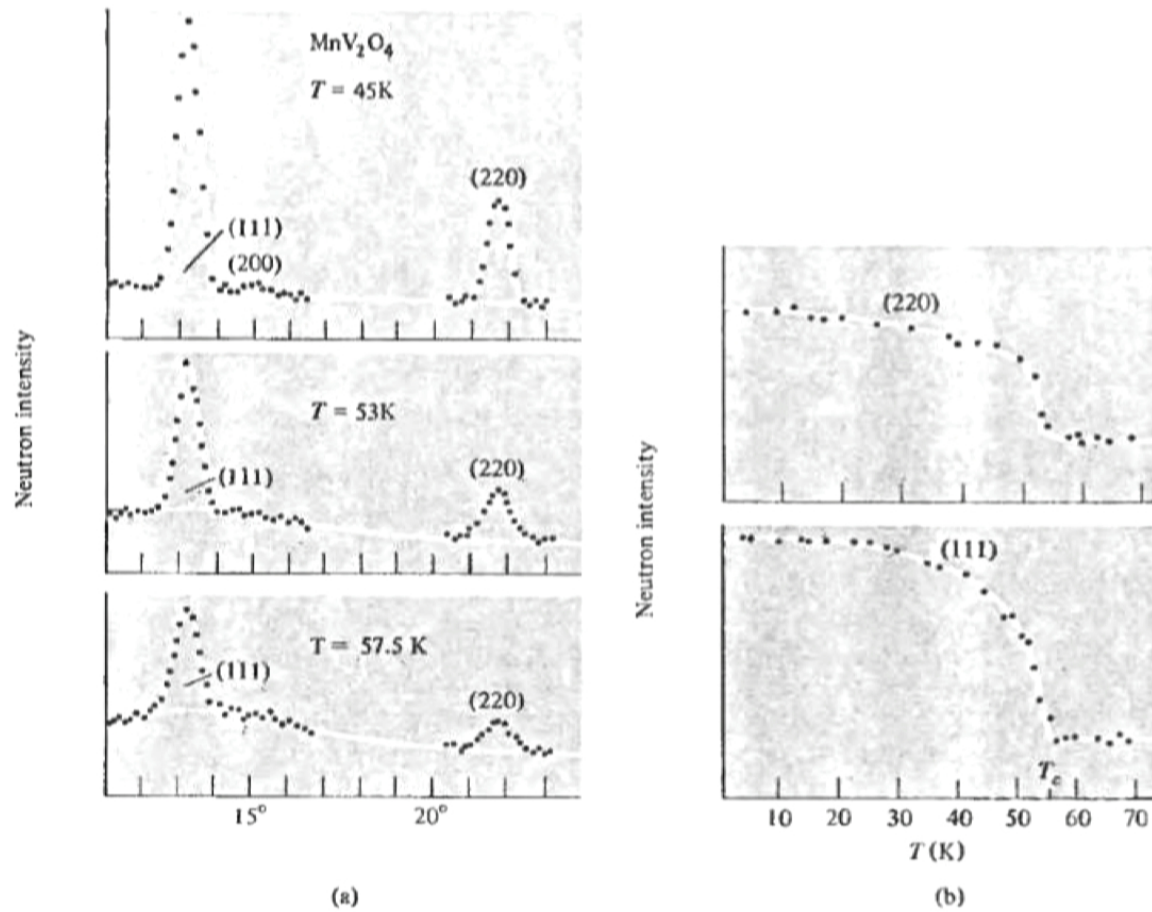 Neutron intensity
MnV₂O₄
T = 45K
(220)
(111)
(200)
T = 53K
(220)
(111)
T = 57.5 K
(111)
(220)
15°
20°
(a)
Neutron intensity
(220)
(111)
T_c
10 20 30 40 50 60 70
T (K)
(b)